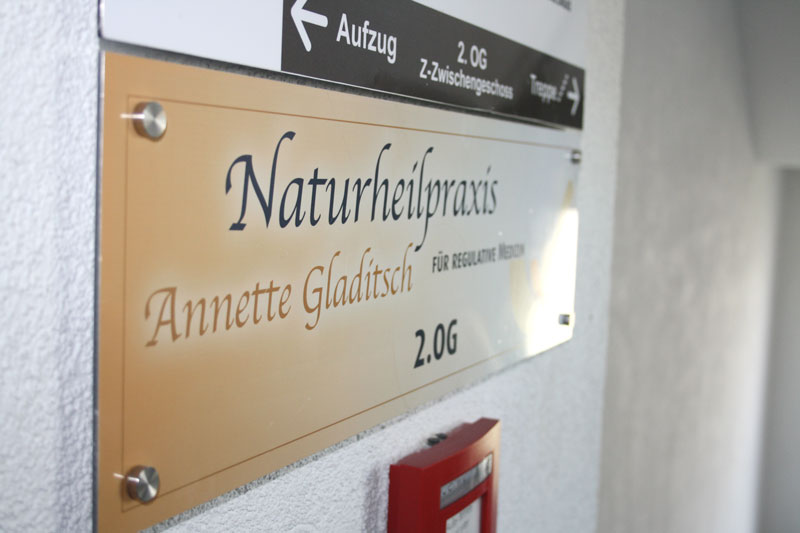 Aufzug
2. OG
Z-Zwischengeschoss
Treppe
Naturheilpraxis
FÜR REGULATIVE MEDIZIN
Annette Gladitsch
2.OG